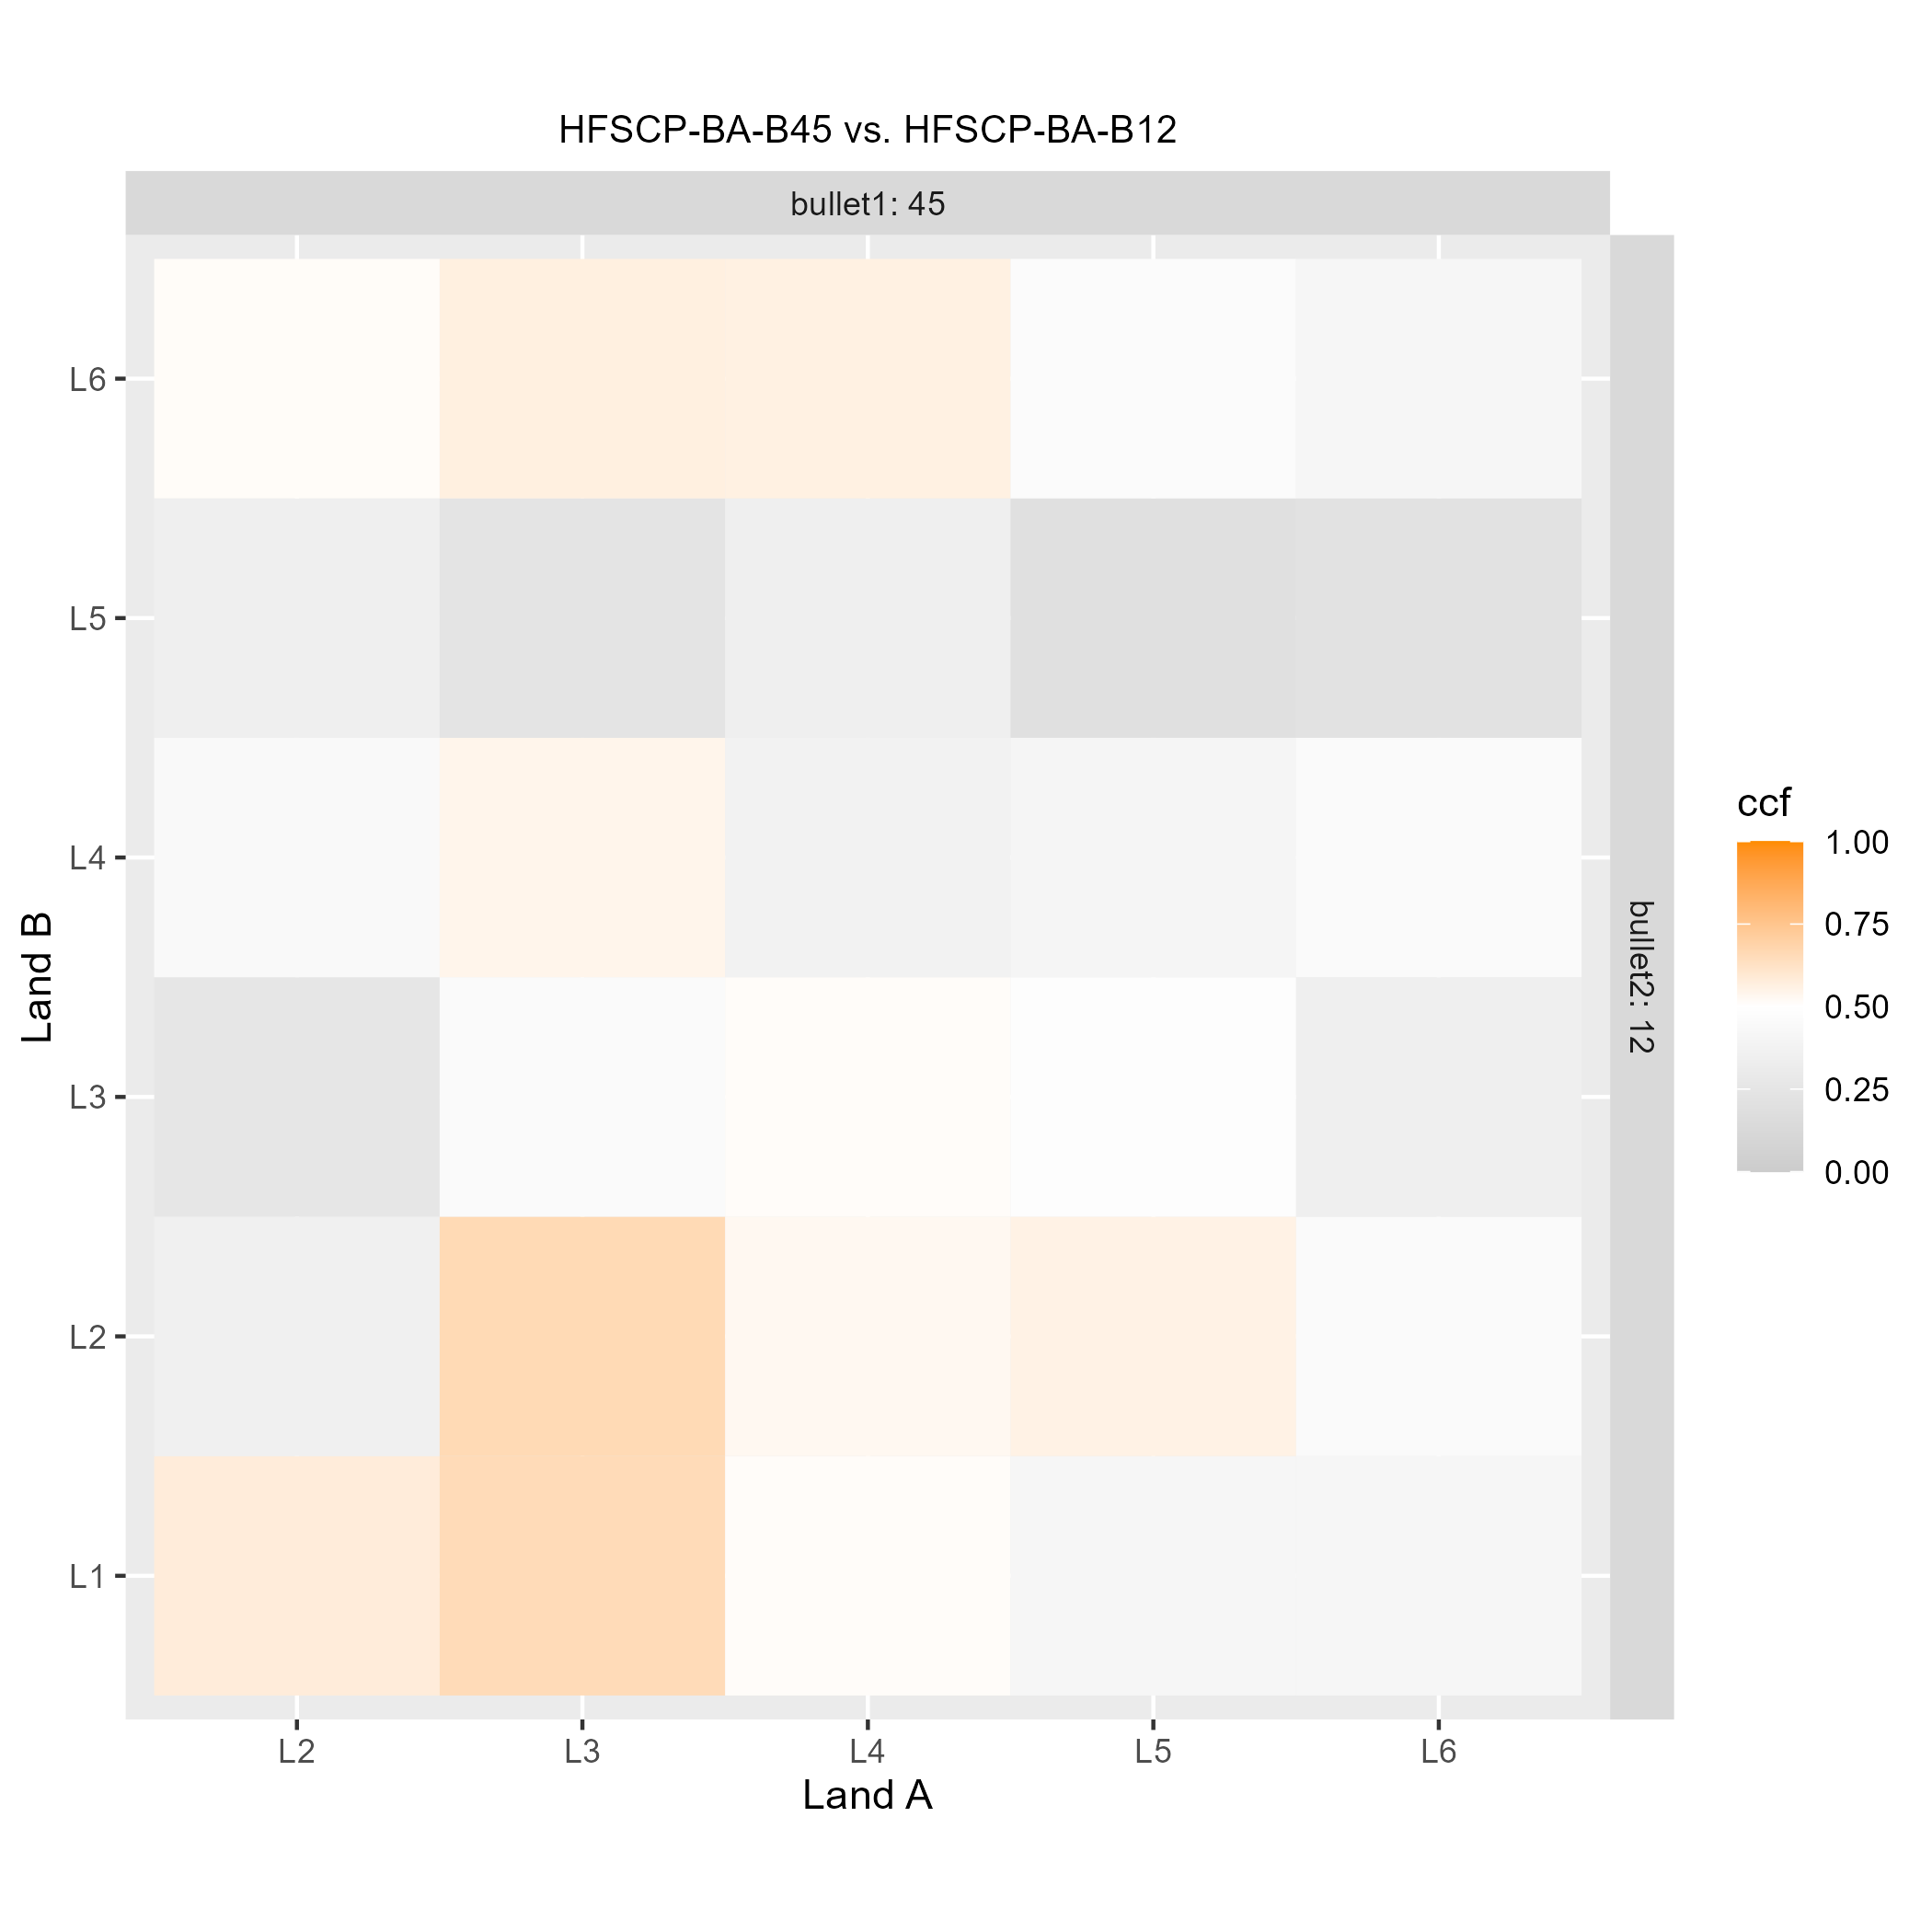 HFSCP-BA-B45 vs. HFSCP-BA-B12
bullet1: 45
L6
L5
L4
L3
L2
L1
Land B
bullet2: 12
ccf
1.00
0.75
0.50
0.25
0.00
L2
L3
L4
L5
L6
Land A